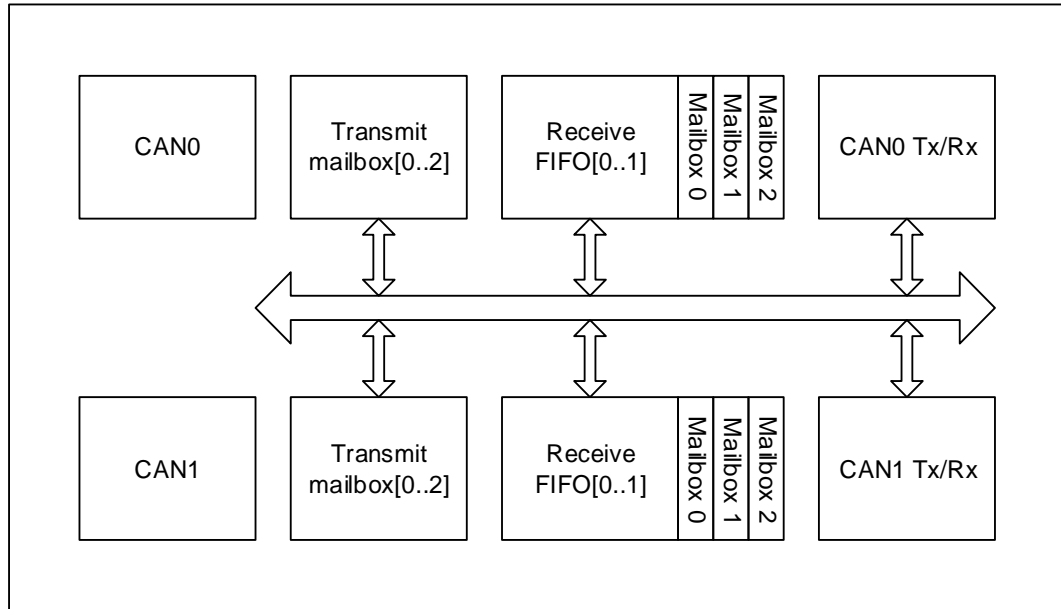 CAN0
Transmit
mailbox[0..2]
Receive
FIFO[0..1]
Mailbox 0
Mailbox 1
Mailbox 2
CAN0 Tx/Rx
CAN1
Transmit
mailbox[0..2]
Receive
FIFO[0..1]
Mailbox 0
Mailbox 1
Mailbox 2
CAN1 Tx/Rx